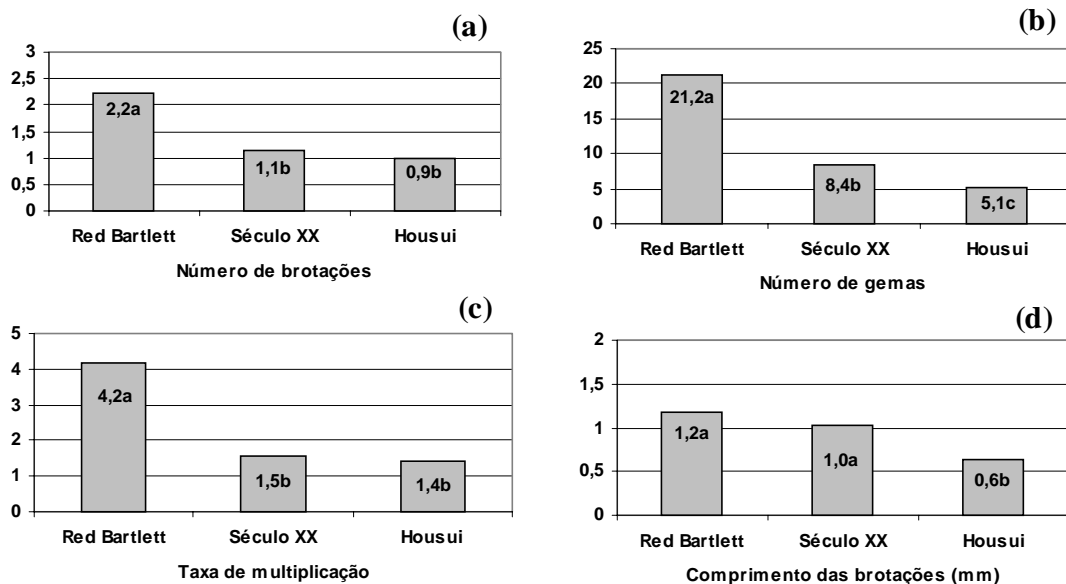 (a)
3
2,5
2
1,5
1
0,5
0
2,2a
1,1b
0,9b
Red Bartlett Século XX Housui
Número de brotações
(b)
25
20
15
10
5
0
21,2a
8,4b
5,1c
Red Bartlett Século XX Housui
Número de gemas
(c)
5
4
3
2
1
0
4,2a
1,5b
1,4b
Red Bartlett Século XX Housui
Taxa de multiplicação
(d)
2
1,5
1
0,5
0
1,2a
1,0a
0,6b
Red Bartlett Século XX Housui
Comprimento das brotações (mm)